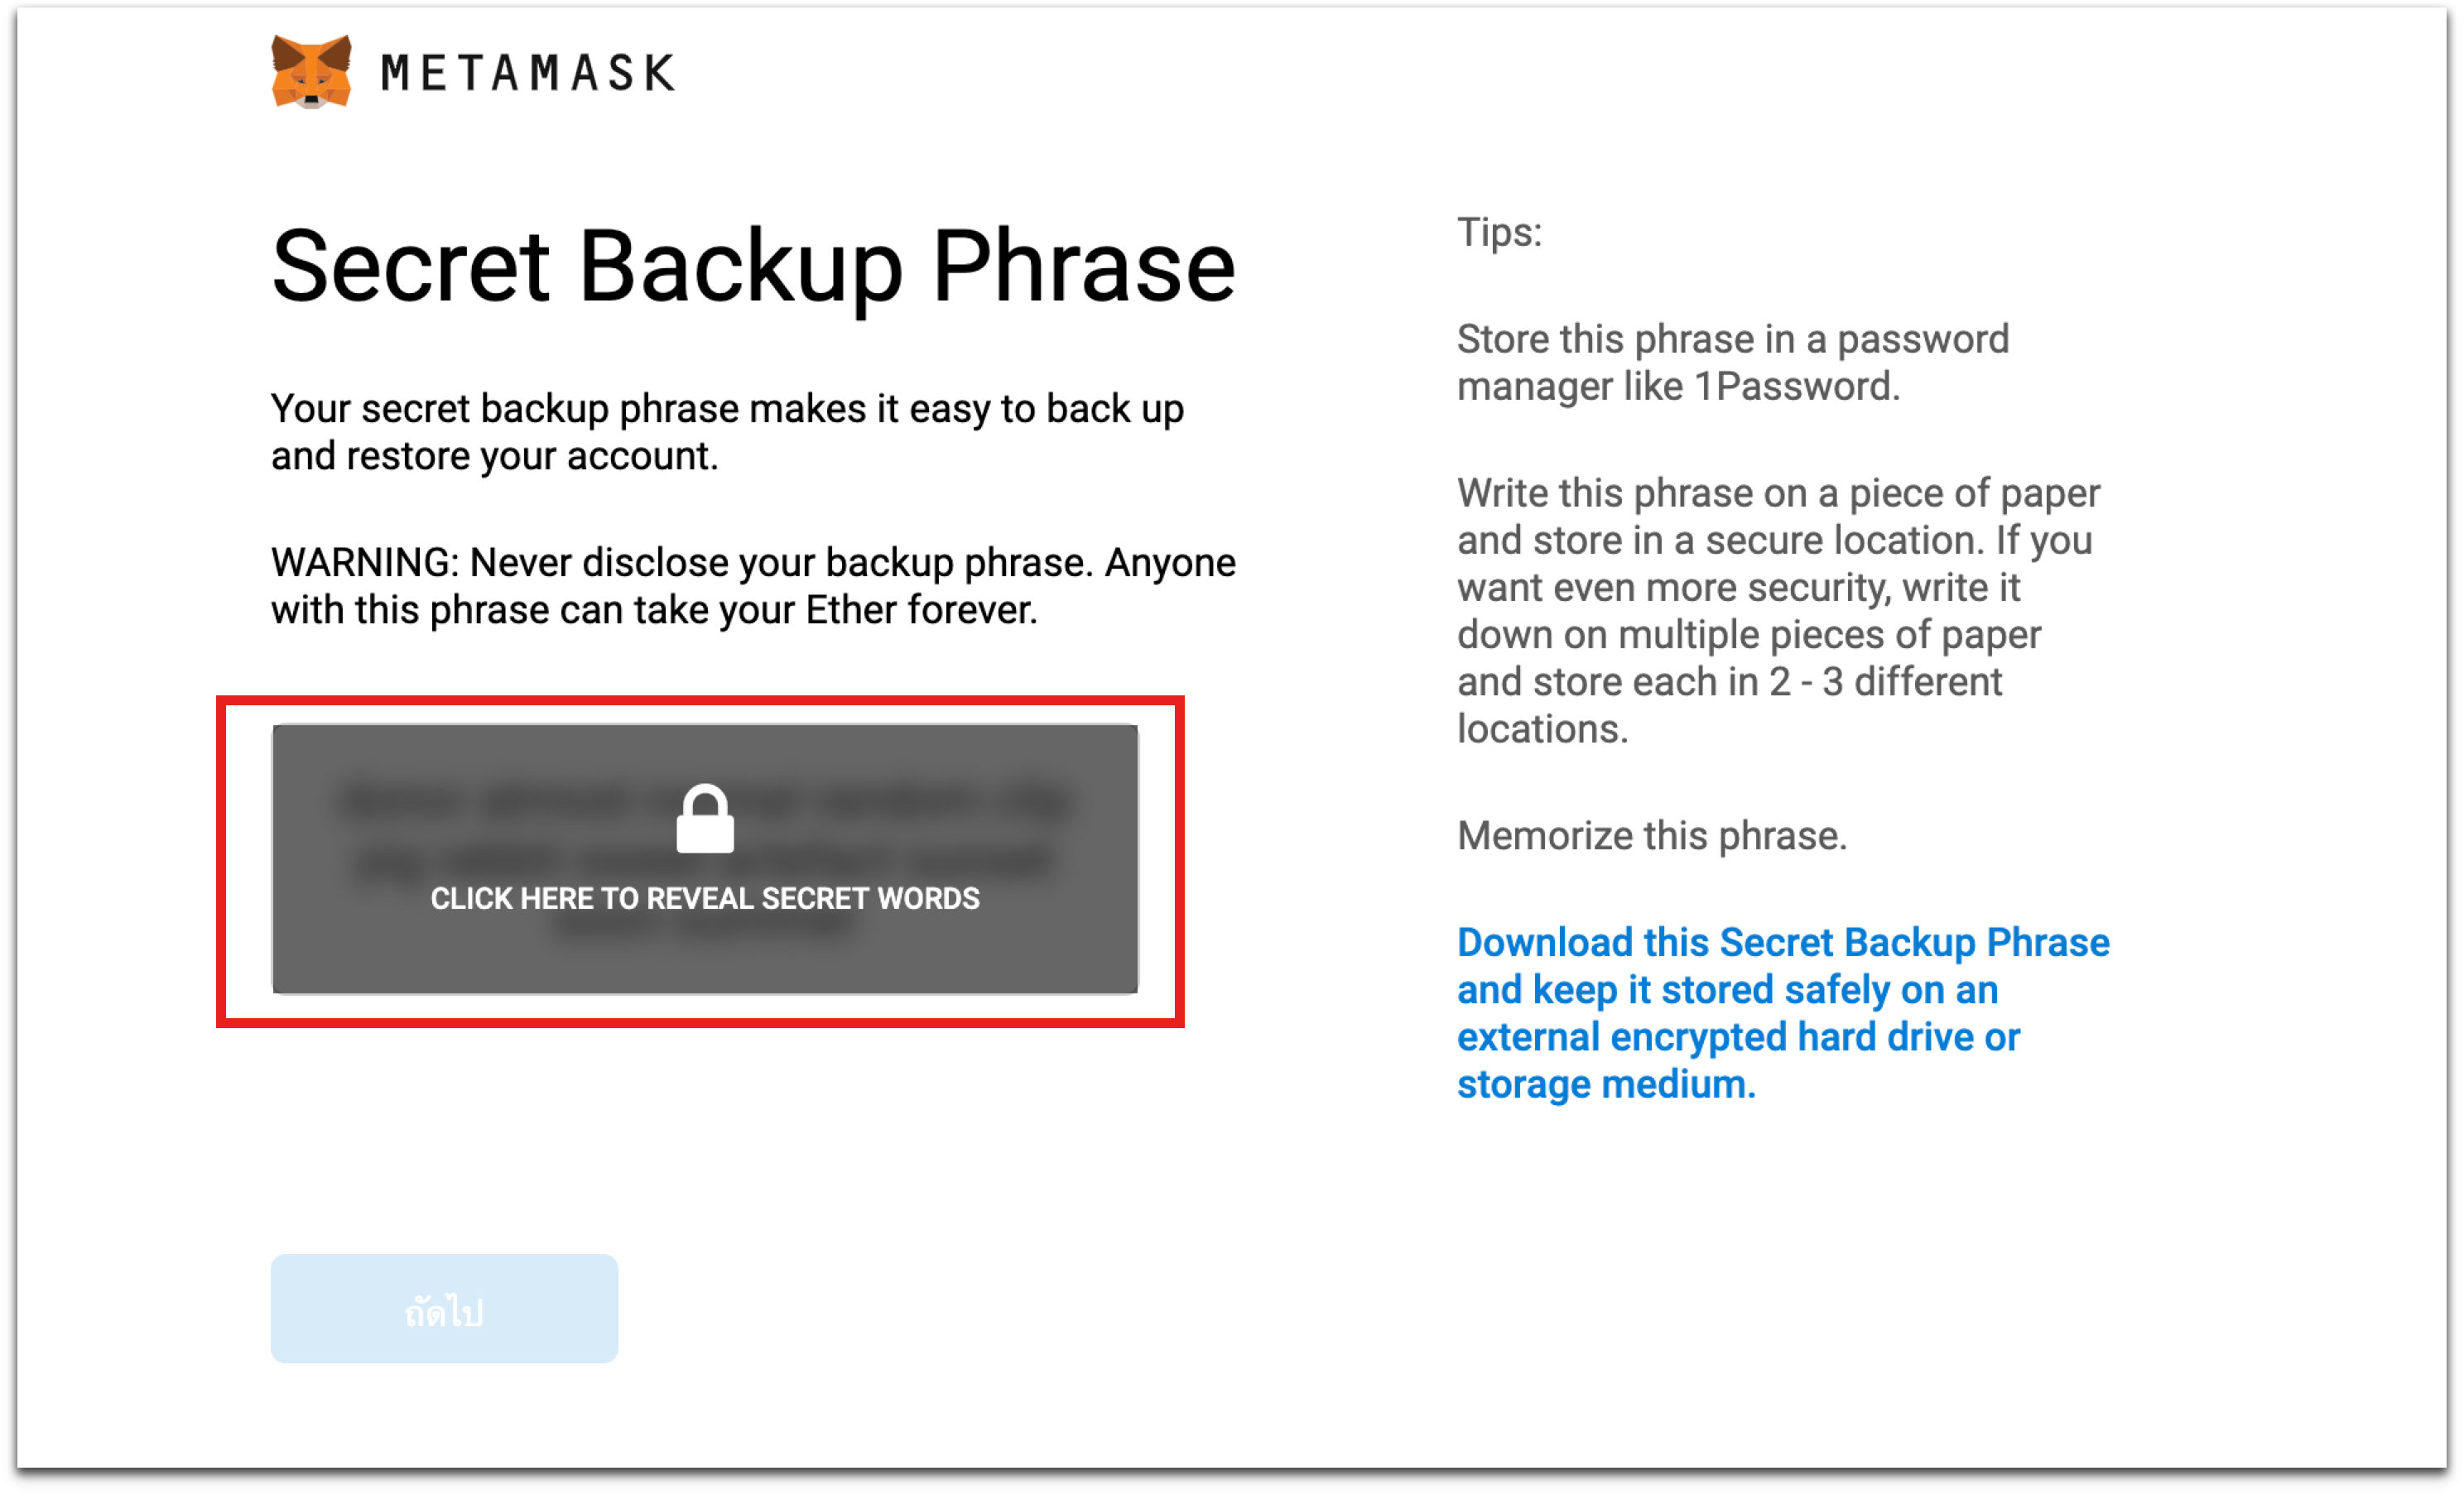 METAMASK
Secret Backup Phrase
Your secret backup phrase makes it easy to back up
and restore your account.
WARNING: Never disclose your backup phrase. Anyone
with this phrase can take your Ether forever.
CLICK HERE TO REVEAL SECRET WORDS
ถัดไป
Tips:
Store this phrase in a password
manager like 1Password.
Write this phrase on a piece of paper
and store in a secure location. If you
want even more security, write it
down on multiple pieces of paper
and store each in 2 - 3 different
locations.
Memorize this phrase.
Download this Secret Backup Phrase
and keep it stored safely on an
external encrypted hard drive or
storage medium.